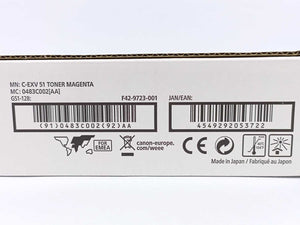 MN: C-EXV 51 TONER MAGENTA
MC: 0483C002[AA]
GS1-128: F42-9723-001 JAN/EAN:
(91)0483C002(92)AA 4549292053722
FOR EMEA
canon-europe.
com/weee
Made in Japan / Fabriqué au Japon